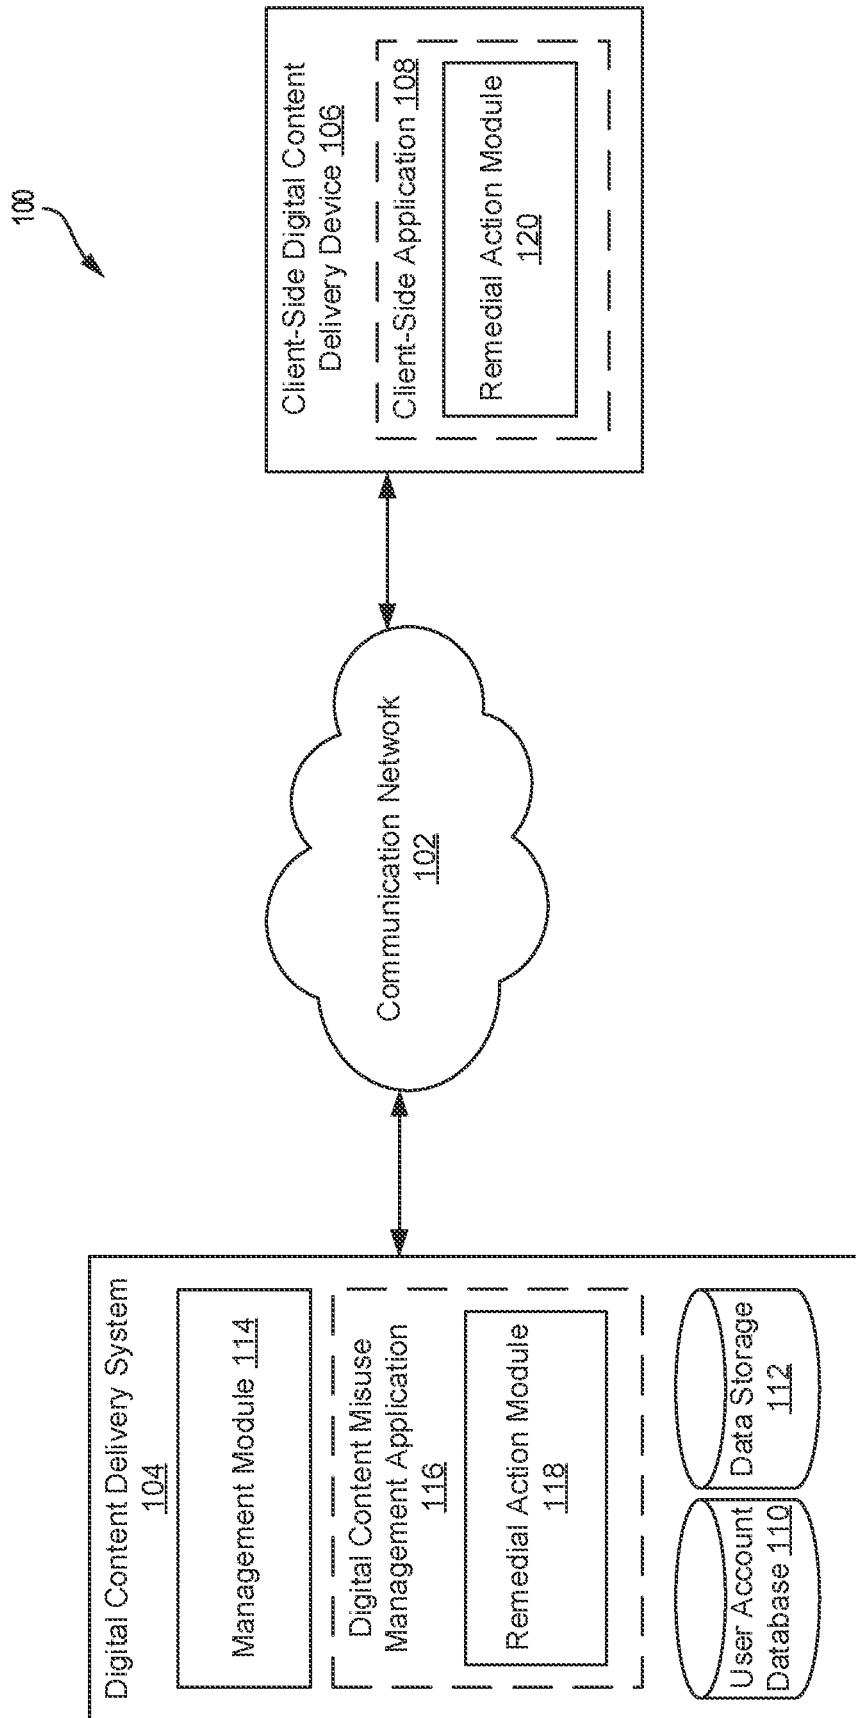 100
Digital Content Delivery System
104
Management Module 114
Digital Content Misuse
Management Application
116
Remedial Action Module
118
User Account
Database 110
Data Storage
112
Communication Network
102
Client-Side Digital Content
Delivery Device 106
Client-Side Application 108
Remedial Action Module
120